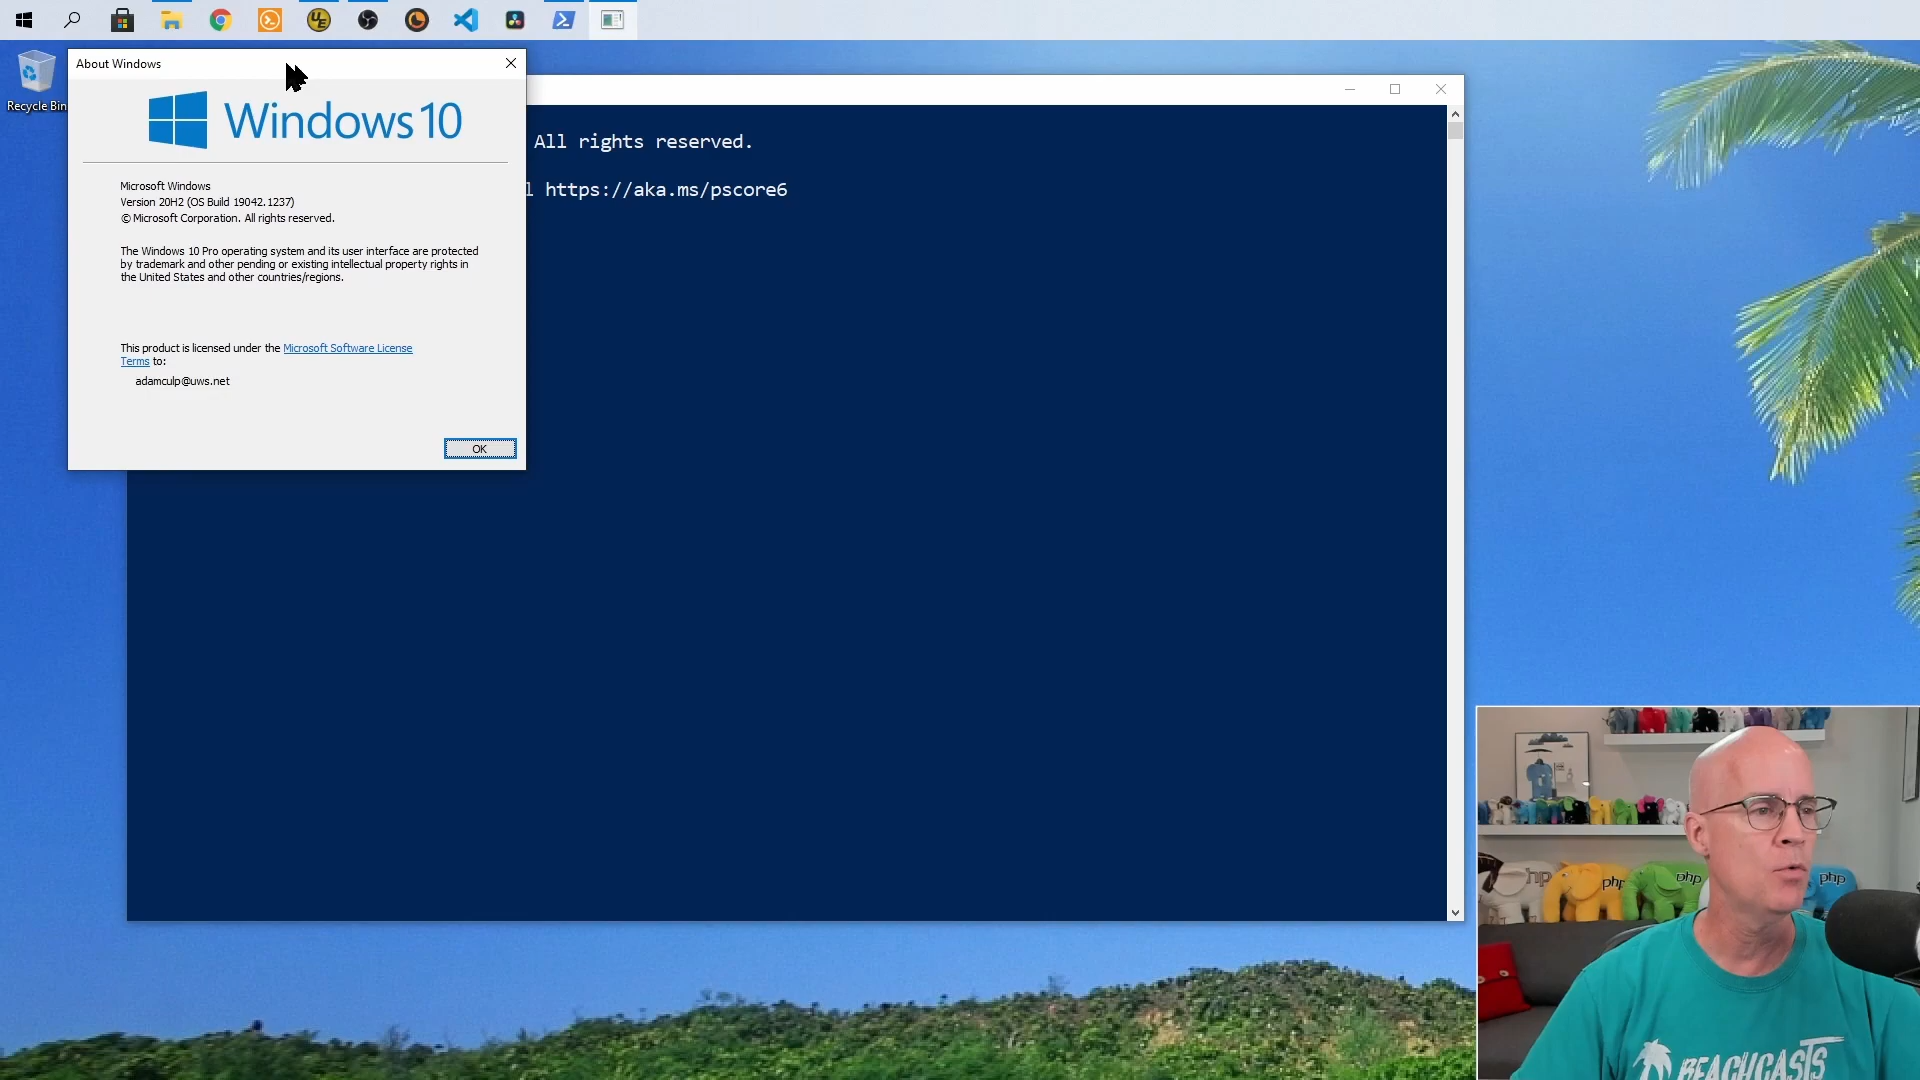 About Windows
Recycle Bin
Windows 10
Microsoft Windows
Version 20H2 (OS Build 19042.1237)
© Microsoft Corporation. All rights reserved.
The Windows 10 Pro operating system and its user interface are protected
by trademark and other pending or existing intellectual property rights in
the United States and other countries/regions.
This product is licensed under the Microsoft Software License
Terms to:
adamculp@uws.net
OK
All rights reserved.
l https://aka.ms/pscore6
UE
hp
php
php
php
BEACHCASTS